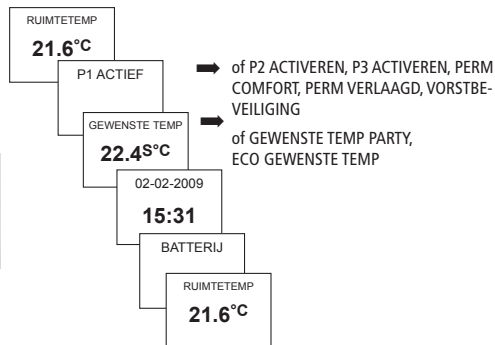 RUIMTETEMP
21.6°C
P1 ACTIEF
of P2 ACTIVEREN, P3 ACTIVEREN, PERM
COMFORT, PERM VERLAAGD, VORSTBE-
VEILIGING
GEWENSTE TEMP
22.4S°C
of GEWENSTE TEMP PARTY,
ECO GEWENSTE TEMP
02-02-2009
15:31
BATTERIJ
RUIMTETEMP
21.6°C